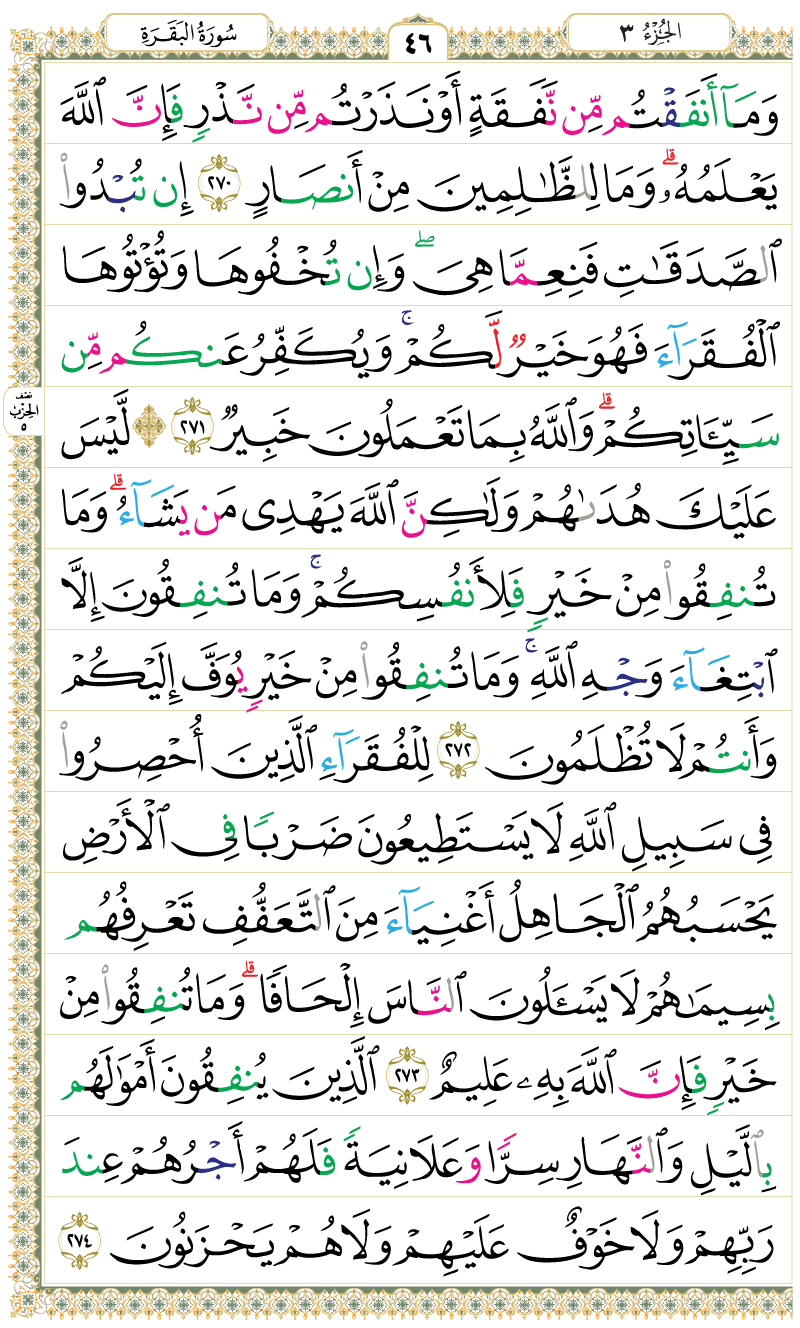 الجُزْءُ ٣
٤٦
سُورَةُ البَقَرَةِ
وَمَآ أَنفَقْتُم مِّن نَّفَقَةٍ أَوْ نَذَرْتُم مِّن نَّذْرٍ فَإِنَّ ٱللَّهَ
يَعْلَمُهُۥ ۗ وَمَا لِلظَّـٰلِمِينَ مِنْ أَنصَارٍ ٢٧٠ إِن تُبْدُوا۟
ٱلصَّدَقَـٰتِ فَنِعِمَّا هِىَ ۖ وَإِن تُخْفُوهَا وَتُؤْتُوهَا
ٱلْفُقَرَآءَ فَهُوَ خَيْرٌ لَّكُمْ ۚ وَيُكَفِّرُ عَنكُم مِّن
سَيِّـَٔاتِكُمْ ۗ وَٱللَّهُ بِمَا تَعْمَلُونَ خَبِيرٌ ٢٧١ ۞ لَّيْسَ
نصف الحِزْبِ ٥
عَلَيْكَ هُدَىٰهُمْ وَلَـٰكِنَّ ٱللَّهَ يَهْدِى مَن يَشَآءُ ۗ وَمَا
تُنفِقُوا۟ مِنْ خَيْرٍ فَلِأَنفُسِكُمْ ۚ وَمَا تُنفِقُونَ إِلَّا
ٱبْتِغَآءَ وَجْهِ ٱللَّهِ ۚ وَمَا تُنفِقُوا۟ مِنْ خَيْرٍ يُوَفَّ إِلَيْكُمْ
وَأَنتُمْ لَا تُظْلَمُونَ ٢٧٢ لِلْفُقَرَآءِ ٱلَّذِينَ أُحْصِرُوا۟
فِى سَبِيلِ ٱللَّهِ لَا يَسْتَطِيعُونَ ضَرْبًا فِى ٱلْأَرْضِ
يَحْسَبُهُمُ ٱلْجَاهِلُ أَغْنِيَآءَ مِنَ ٱلتَّعَفُّفِ تَعْرِفُهُم
بِسِيمَـٰهُمْ لَا يَسْـَٔلُونَ ٱلنَّاسَ إِلْحَافًا ۗ وَمَا تُنفِقُوا۟ مِنْ
خَيْرٍ فَإِنَّ ٱللَّهَ بِهِۦ عَلِيمٌ ٢٧٣ ٱلَّذِينَ يُنفِقُونَ أَمْوَٰلَهُم
بِٱلَّيْلِ وَٱلنَّهَارِ سِرًّا وَعَلَانِيَةً فَلَهُمْ أَجْرُهُمْ عِندَ
رَبِّهِمْ وَلَا خَوْفٌ عَلَيْهِمْ وَلَا هُمْ يَحْزَنُونَ ٢٧٤